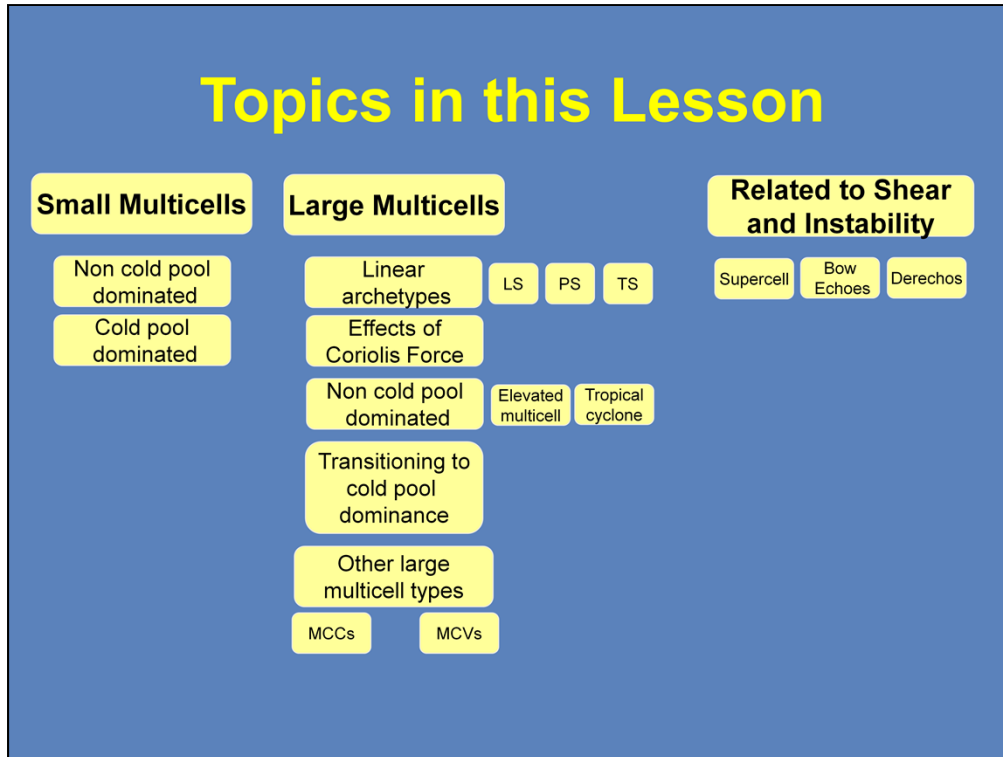 Topics in this Lesson
Small Multicells
Non cold pool
dominated
Cold pool
dominated
Large Multicells
Linear
archetypes
LS
PS
TS
Effects of
Coriolis Force
Non cold pool
dominated
Elevated
multicell
Tropical
cyclone
Transitioning to
cold pool
dominance
Other large
multicell types
MCCs
MCVs
Related to Shear
and Instability
Supercell
Bow
Echoes
Derechos